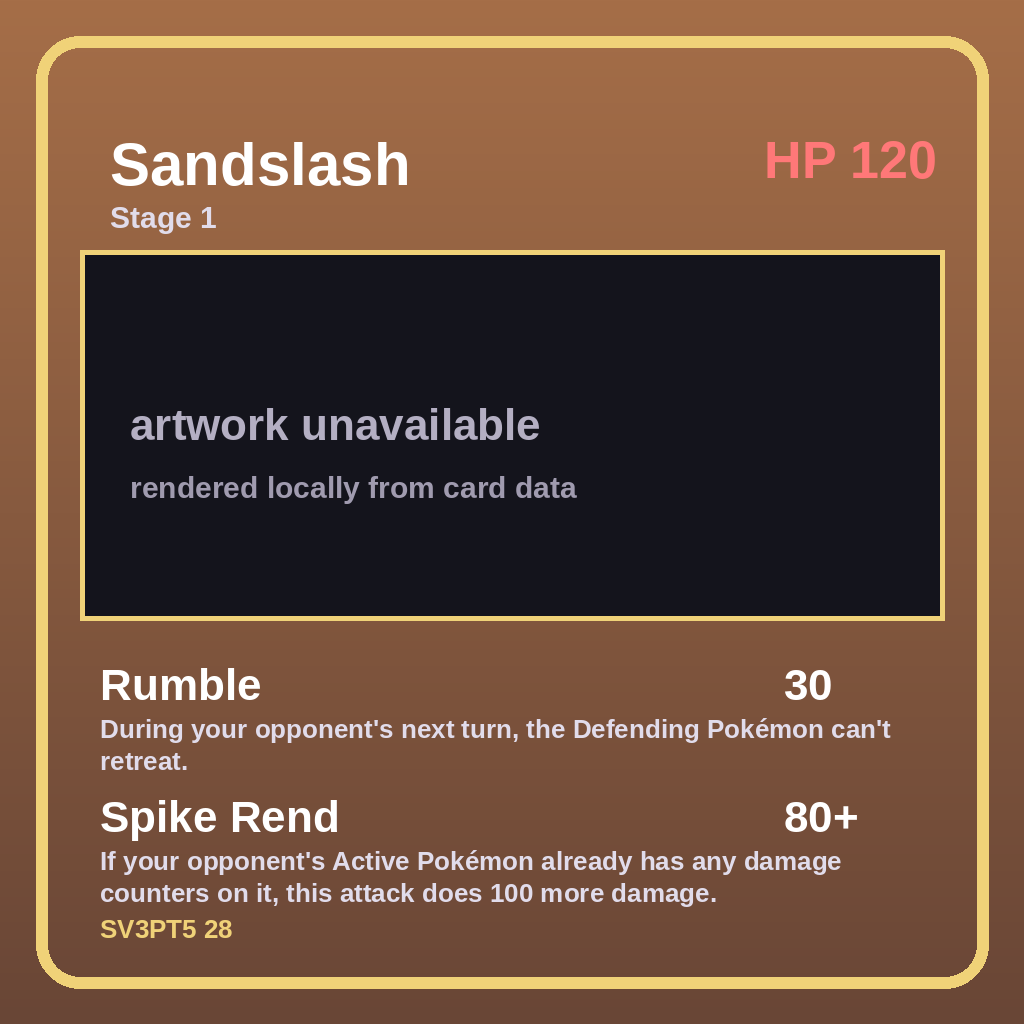 Sandslash
HP 120
Stage 1
artwork unavailable
rendered locally from card data
Rumble
30
During your opponent's next turn, the Defending Pokémon can't
retreat.
Spike Rend
80+
If your opponent's Active Pokémon already has any damage
counters on it, this attack does 100 more damage.
SV3PT5 28